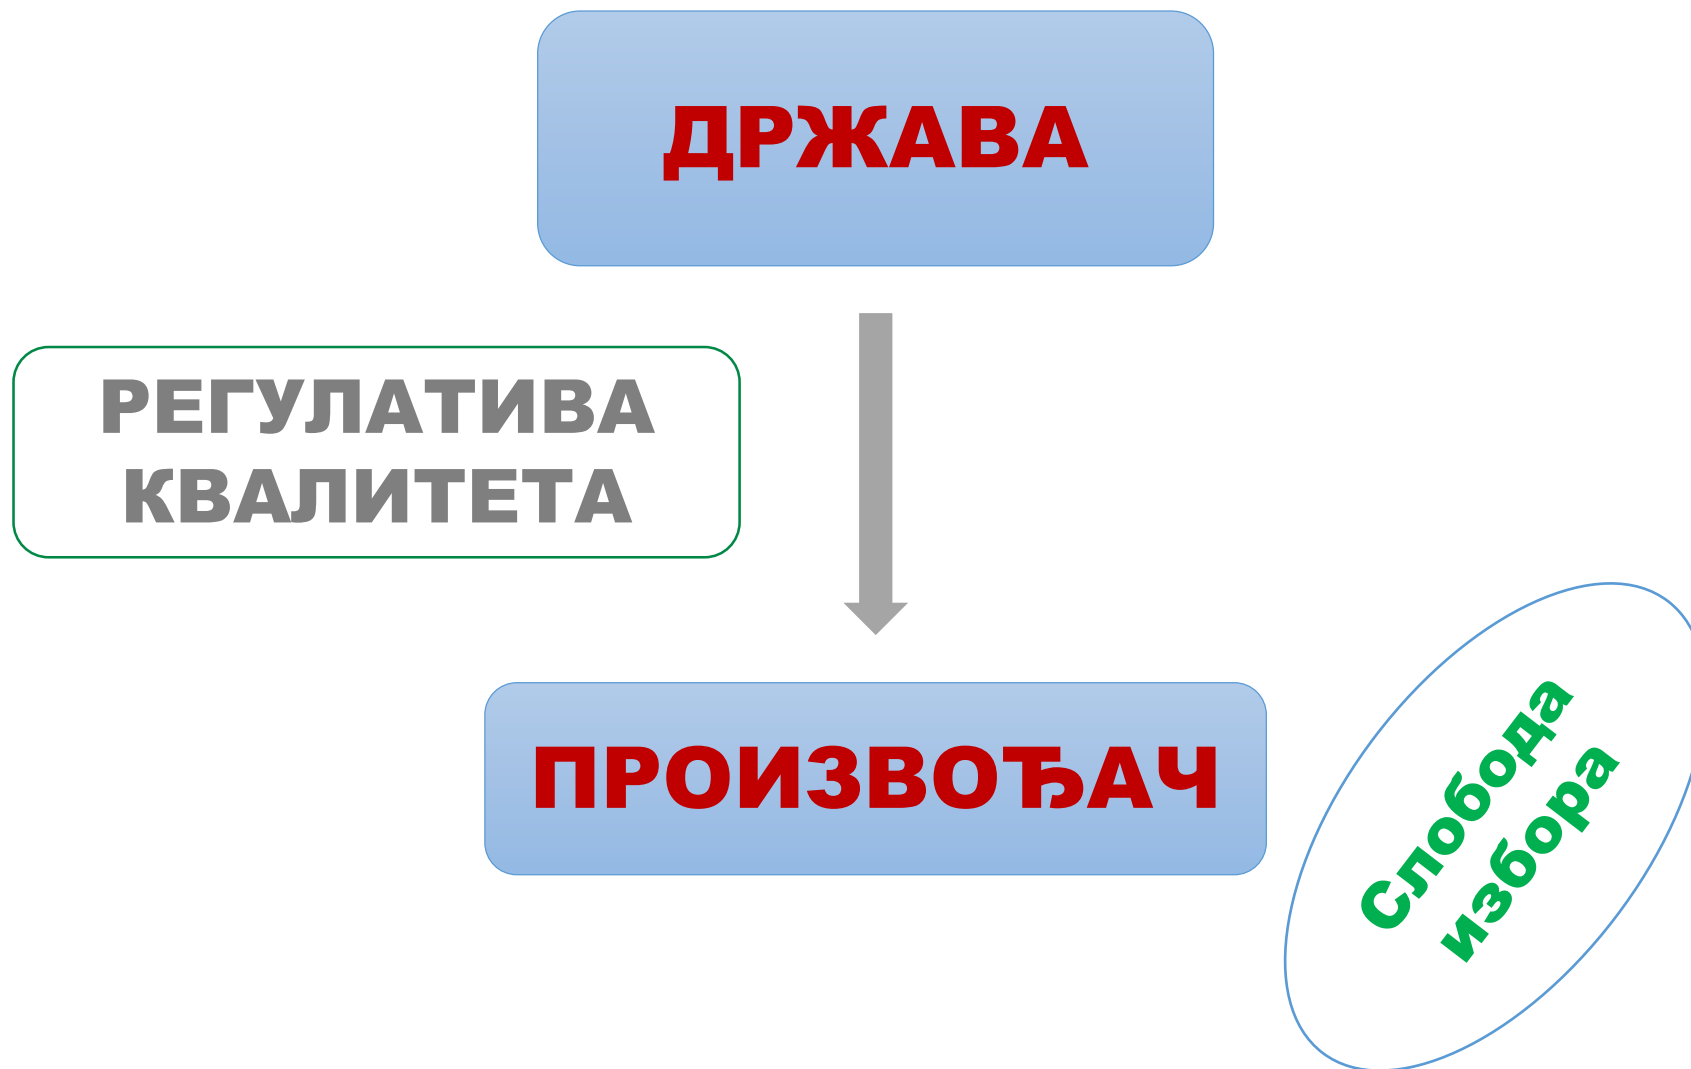 ДРЖАВА
РЕГУЛАТИВА
КВАЛИТЕТА
ПРОИЗВОЂАЧ
Слобода
избора